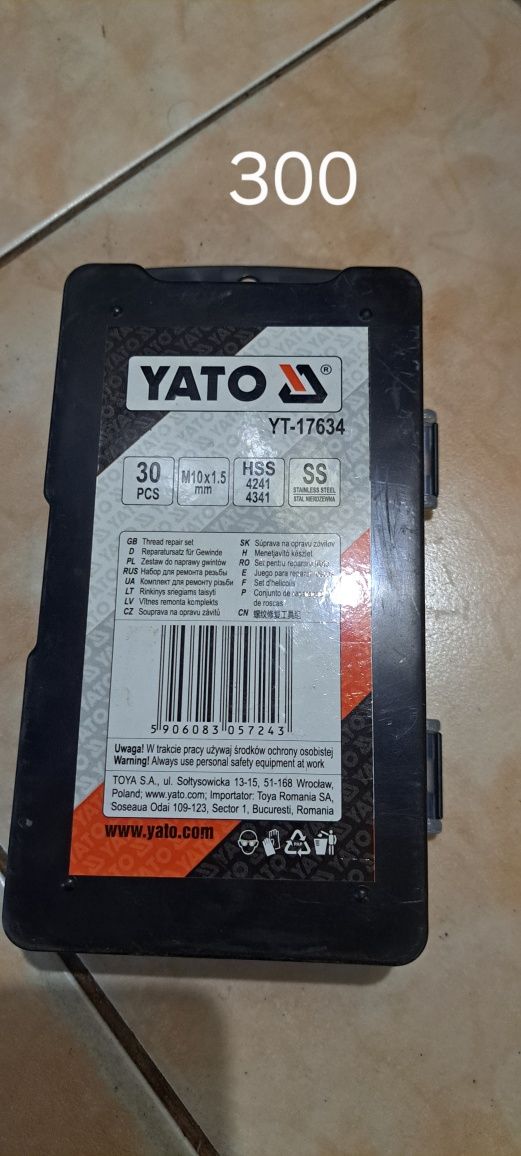 300
YATO ®
YT-17634
30 PCS
M10x1.5 mm
HSS 4241 4341
SS STAINLESS STEEL STAL NIERDZEWNA
GB Thread repair set
D Reparatursatz für Gewinde
PL Zestaw do naprawy gwintów
RUS Набор для ремонта резьбы
UA Комплект для ремонту різьби
LT Rinkinys sriegiams taisyti
LV Vītnes remonta komplekts
CZ Souprava na opravu závitů
SK Súprava na opravu závitov
H Menetjavító készlet
RO Set pentru reparare
E Juego para
F Set d'helicoils
P Conjunto de
de roscas
CN 螺纹修复工具组
5 906083 057243
Uwaga! W trakcie pracy używaj środków ochrony osobistej
Warning! Always use personal safety equipment at work
TOYA S.A., ul. Sołtysowicka 13-15, 51-168 Wrocław,
Poland; www.yato.com; Importator: Toya Romania SA,
Soseaua Odai 109-123, Sector 1, Bucuresti, Romania
www.yato.com
PAP